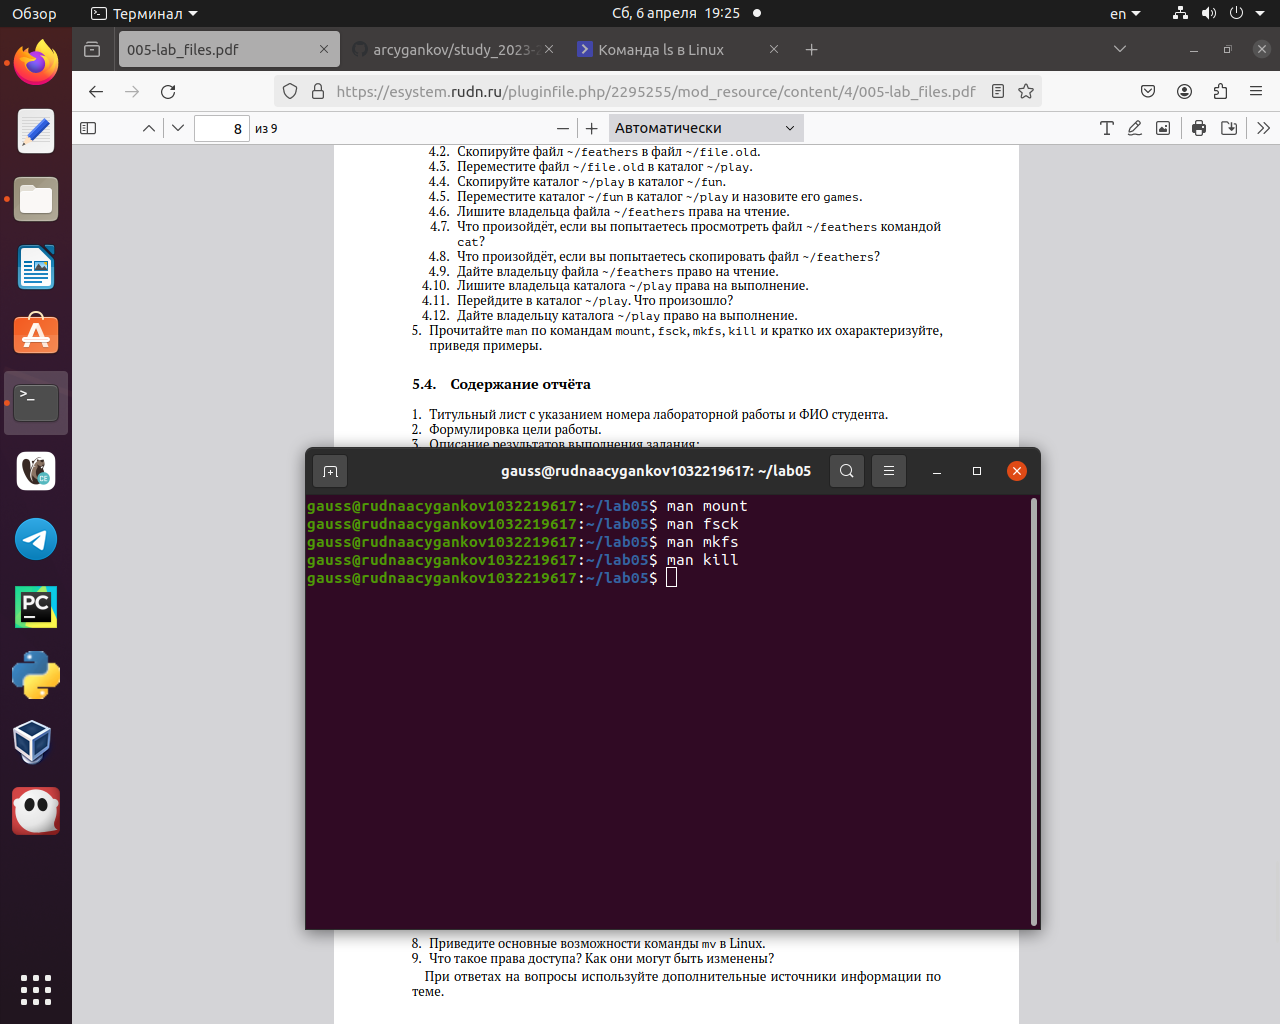 Обзор
Терминал
Сб, 6 апреля 19:25
en
005-lab_files.pdf
arcygankov/study_2023-2
Команда ls в Linux
https://esystem.rudn.ru/pluginfile.php/2295255/mod_resource/content/4/005-lab_files.pdf
8
из 9
Автоматически
4.2. Скопируйте файл ~/feathers в файл ~/file.old.
4.3. Переместите файл ~/file.old в каталог ~/play.
4.4. Скопируйте каталог ~/play в каталог ~/fun.
4.5. Переместите каталог ~/fun в каталог ~/play и назовите его games.
4.6. Лишите владельца файла ~/feathers права на чтение.
4.7. Что произойдёт, если вы попытаетесь просмотреть файл ~/feathers командой
cat?
4.8. Что произойдёт, если вы попытаетесь скопировать файл ~/feathers?
4.9. Дайте владельцу файла ~/feathers право на чтение.
4.10. Лишите владельца каталога ~/play права на выполнение.
4.11. Перейдите в каталог ~/play. Что произошло?
4.12. Дайте владельцу каталога ~/play право на выполнение.
5. Прочитайте man по командам mount, fsck, mkfs, kill и кратко их охарактеризуйте,
приведя примеры.
5.4. Содержание отчёта
1. Титульный лист с указанием номера лабораторной работы и ФИО студента.
2. Формулировка цели работы.
3. Описание результатов выполнения задания:
gauss@rudnaacygankov1032219617: ~/lab05
gauss@rudnaacygankov1032219617:~/lab05$ man mount
gauss@rudnaacygankov1032219617:~/lab05$ man fsck
gauss@rudnaacygankov1032219617:~/lab05$ man mkfs
gauss@rudnaacygankov1032219617:~/lab05$ man kill
gauss@rudnaacygankov1032219617:~/lab05$
8. Приведите основные возможности команды mv в Linux.
9. Что такое права доступа? Как они могут быть изменены?
При ответах на вопросы используйте дополнительные источники информации по
теме.